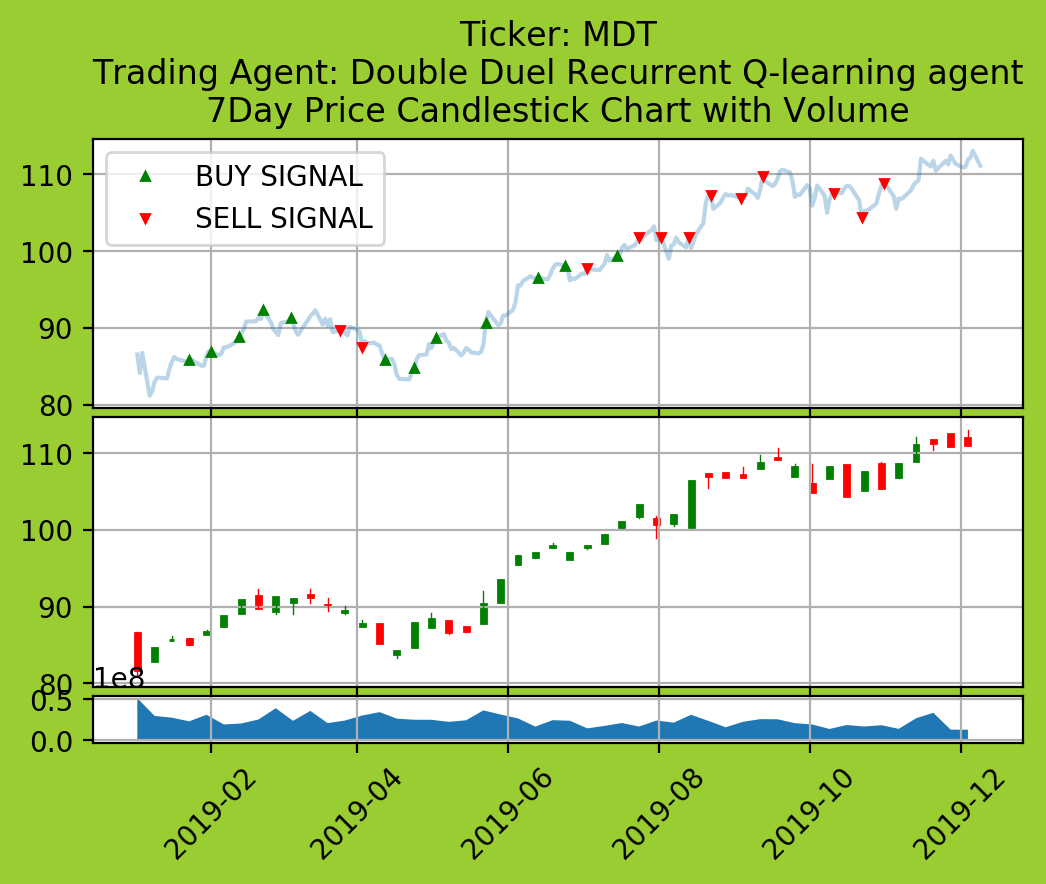 Ticker: MDT
Trading Agent: Double Duel Recurrent Q-learning agent
7Day Price Candlestick Chart with Volume
110
100
90
80
BUY SIGNAL
SELL SIGNAL
110
100
90
80
1e8
0.5
0.0
2019-02
2019-04
2019-06
2019-08
2019-10
2019-12